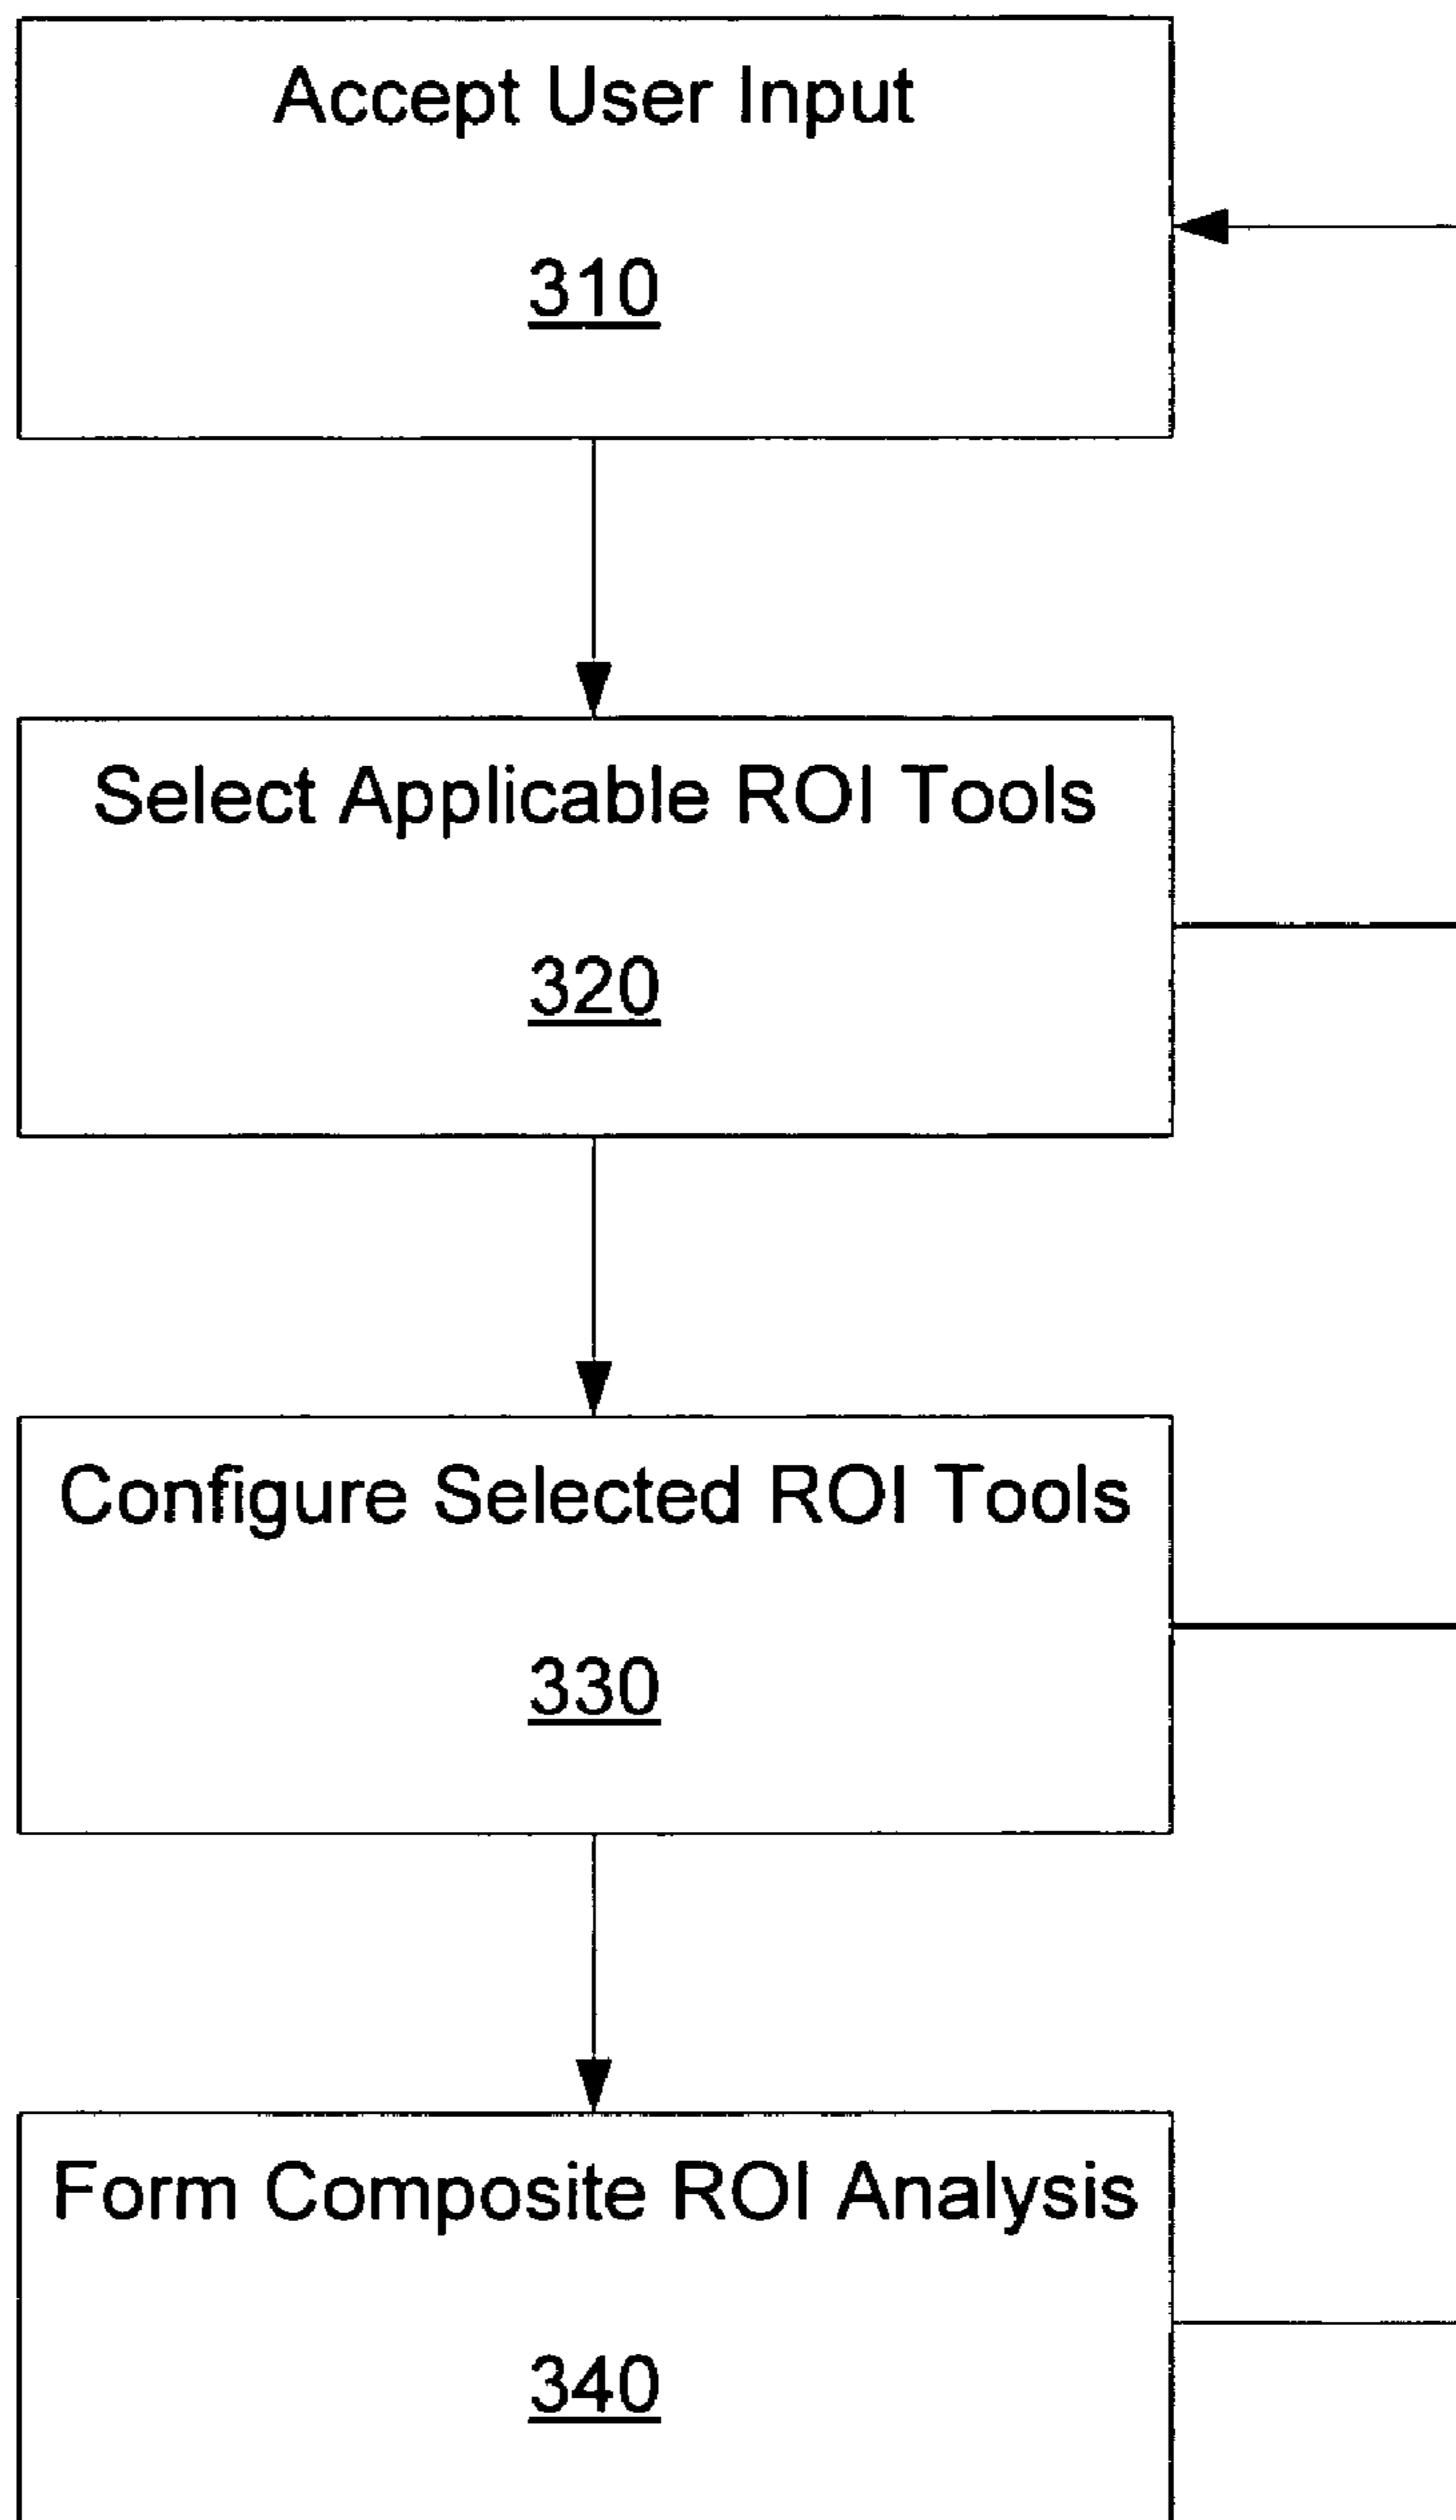 Accept User Input
310
Select Applicable ROI Tools
320
Configure Selected ROI Tools
330
Form Composite ROI Analysis
340